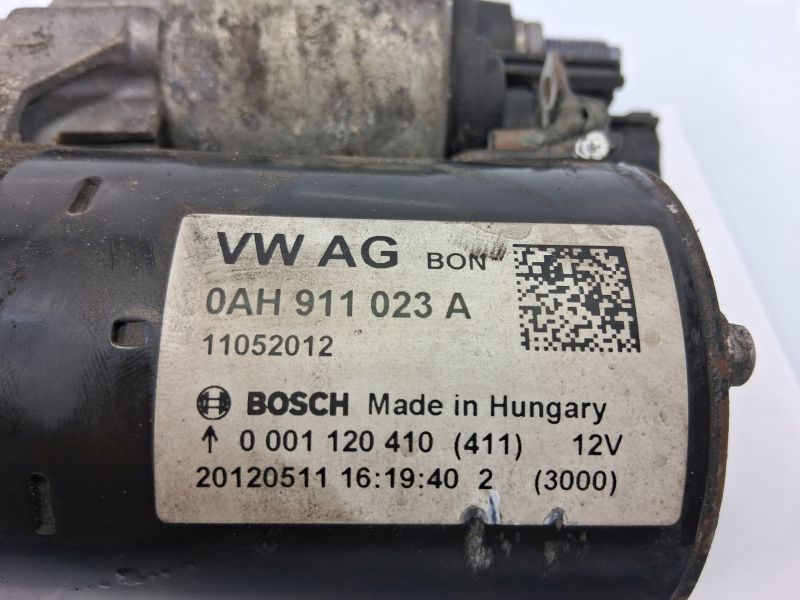 VW AG BON
0AH 911 023 A
11052012
BOSCH Made in Hungary
↑ 0 001 120 410 (411) 12V
20120511 16:19:40 2 (3000)